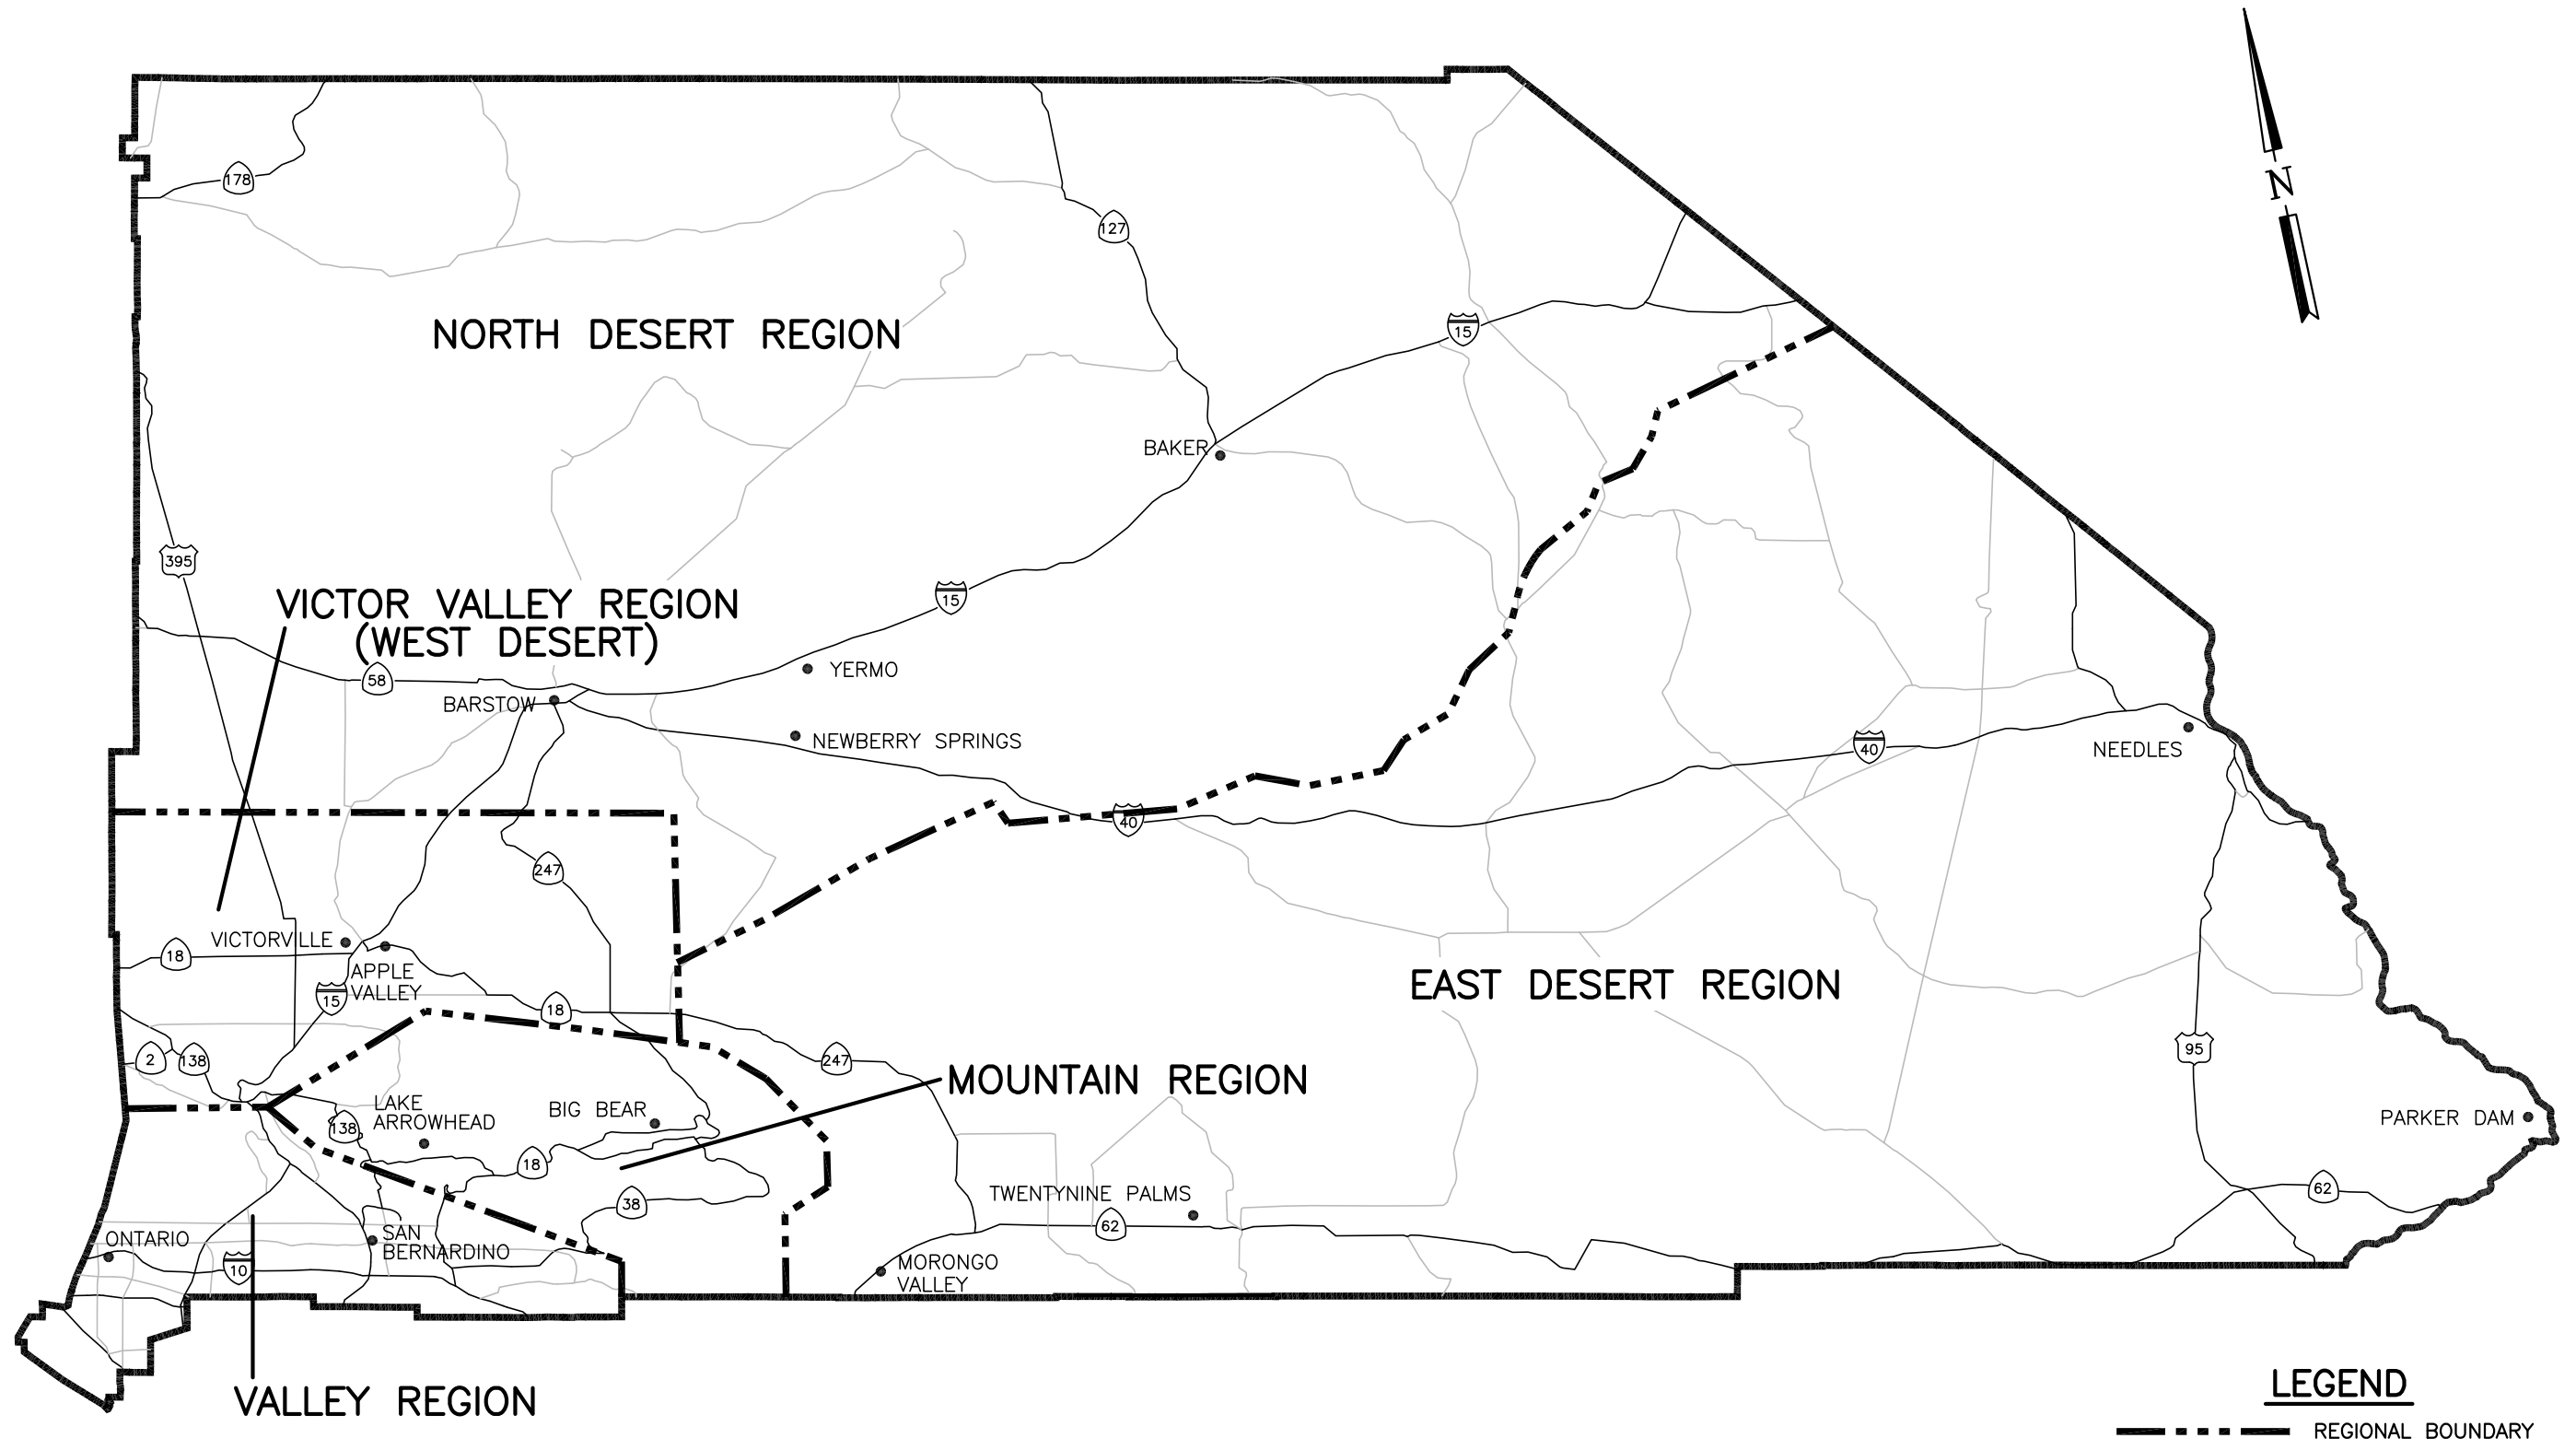 N
178
127
NORTH DESERT REGION
15
BAKER
395
VICTOR VALLEY REGION
(WEST DESERT)
15
58
YERMO
BARSTOW
NEWBERRY SPRINGS
40
NEEDLES
40
247
VICTORVILLE
18
APPLE
VALLEY
15
18
EAST DESERT REGION
2
138
247
95
MOUNTAIN REGION
LAKE
ARROWHEAD
BIG BEAR
138
PARKER DAM
18
38
TWENTYNINE PALMS
62
62
ONTARIO
SAN
BERNARDINO
10
MORONGO
VALLEY
VALLEY REGION
LEGEND
REGIONAL BOUNDARY